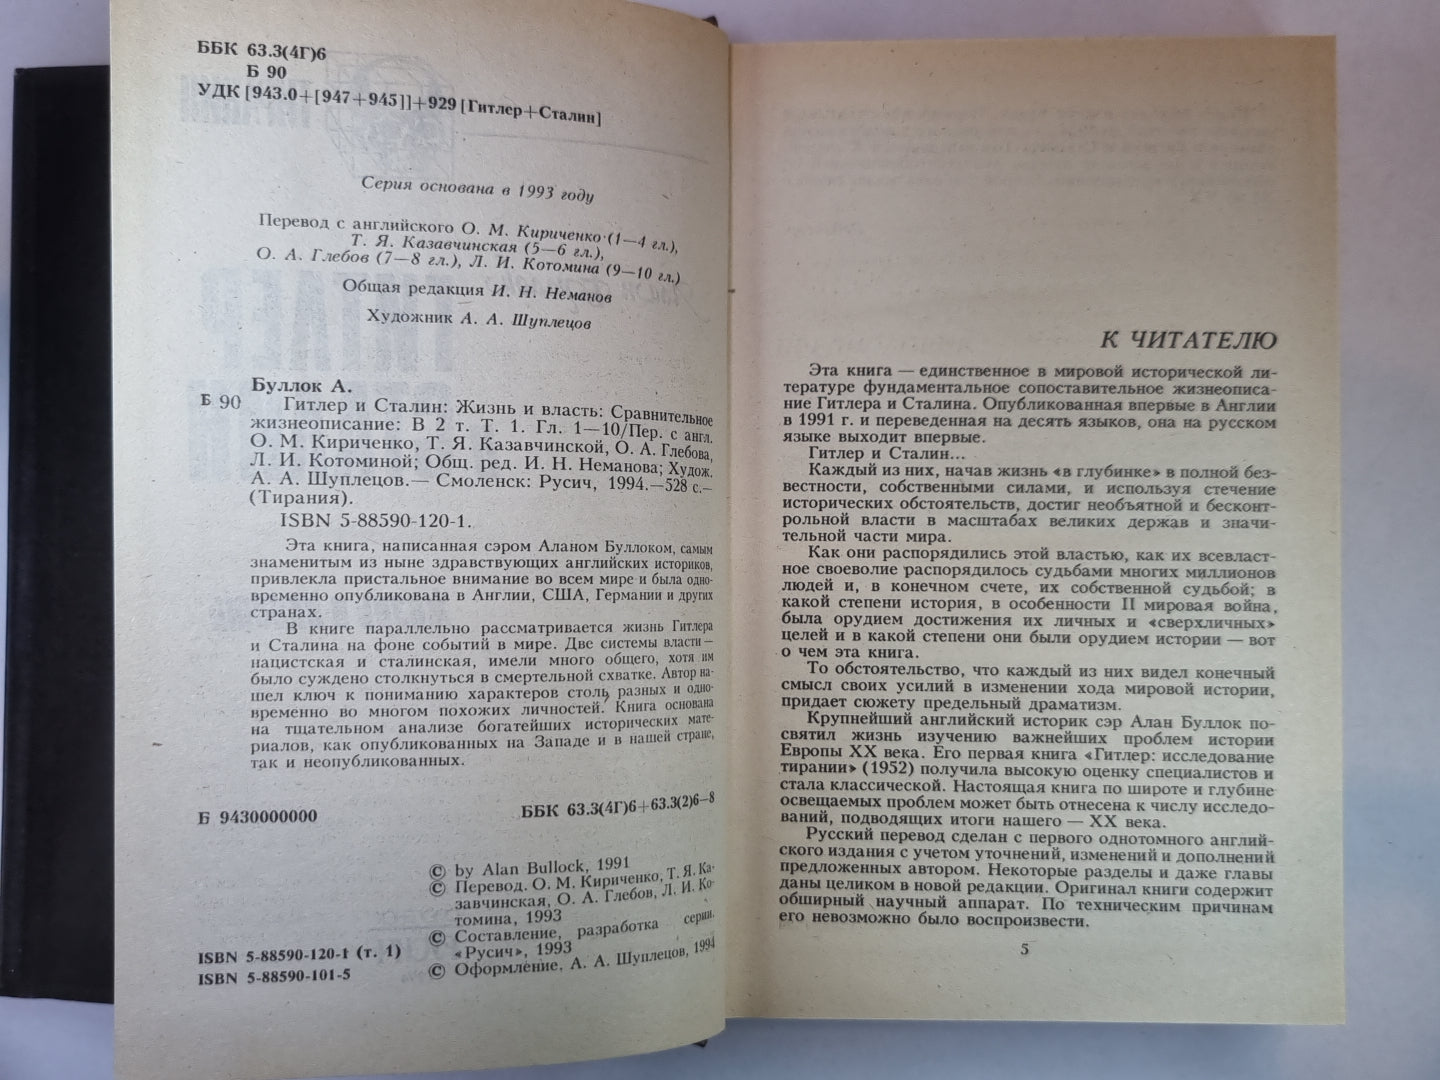 ББК 63.3(4Г)6
Б 90
УДК [943.0+[947+945]]+929 [Гитлер+Сталин]
Серия основана в 1993 году
Перевод с английского О. М. Кириченко (1—4 гл.),
Т. Я. Казавчинская (5—6 гл.),
О. А. Глебов (7—8 гл.), Л. И. Котомина (9—10 гл.)
Общая редакция И. Н. Неманов
Художник А. А. Шуплецов
Буллок А.
Б 90
Гитлер и Сталин: Жизнь и власть: Сравнительное
жизнеописание: В 2 т. Т. 1. Гл. 1—10/Пер. с англ.
О. М. Кириченко, Т. Я. Казавчинской, О. А. Глебова,
Л. И. Котоминой; Общ. ред. И. Н. Неманова; Худож.
А. А. Шуплецов.— Смоленск: Русич, 1994.—528 с.—
(Тирания).
ISBN 5-88590-120-1.
Эта книга, написанная сэром Аланом Буллоком, самым
знаменитым из ныне здравствующих английских историков,
привлекла пристальное внимание во всем мире и была одно-
временно опубликована в Англии, США, Германии и других
странах.
В книге параллельно рассматривается жизнь Гитлера
и Сталина на фоне событий в мире. Две системы власти —
нацистская и сталинская, имели много общего, хотя им
было суждено столкнуться в смертельной схватке. Автор на-
шел ключ к пониманию характеров столь разных и одно-
временно во многом похожих личностей. Книга основана
на тщательном анализе богатейших исторических мате-
риалов, как опубликованных на Западе и в нашей стране,
так и неопубликованных.
Б 9430000000
ББК 63.3(4Г)6+63.3(2)6—8
© by Alan Bullock, 1991
© Перевод. О. М. Кириченко, Т. Я. Ка-
завчинская, О. А. Глебов, Л. И. Ко-
томина, 1993
© Составление, разработка серии.
«Русич», 1993
© Оформление. А. А. Шуплецов, 1994
ISBN 5-88590-120-1 (т. 1)
ISBN 5-88590-101-5
К ЧИТАТЕЛЮ
Эта книга — единственное в мировой исторической ли-
тературе фундаментальное сопоставительное жизнеописа-
ние Гитлера и Сталина. Опубликованная впервые в Англии
в 1991 г. и переведенная на десять языков, она на русском
языке выходит впервые.
Гитлер и Сталин...
Каждый из них, начав жизнь «в глубинке» в полной без-
вестности, собственными силами, и используя стечение
исторических обстоятельств, достиг необъятной и бесконт-
рольной власти в масштабах великих держав и значи-
тельной части мира.
Как они распорядились этой властью, как их всевласт-
ное своеволие распорядилось судьбами многих миллионов
людей и, в конечном счете, их собственной судьбой; в
какой степени история, в особенности II мировая война,
была орудием достижения их личных и «сверхличных»
целей и в какой степени они были орудием истории — вот
о чем эта книга.
То обстоятельство, что каждый из них видел конечный
смысл своих усилий в изменении хода мировой истории,
придает сюжету предельный драматизм.
Крупнейший английский историк сэр Алан Буллок по-
святил жизнь изучению важнейших проблем истории
Европы XX века. Его первая книга «Гитлер: исследование
тирании» (1952) получила высокую оценку специалистов и
стала классической. Настоящая книга по широте и глубине
освещаемых проблем может быть отнесена к числу исследо-
ваний, подводящих итоги нашего — XX века.
Русский перевод сделан с первого однотомного англий-
ского издания с учетом уточнений, изменений и дополнений
предложенных автором. Некоторые разделы и даже главы
даны целиком в новой редакции. Оригинал книги содержит
обширный научный аппарат. По техническим причинам
его невозможно было воспроизвести.
5